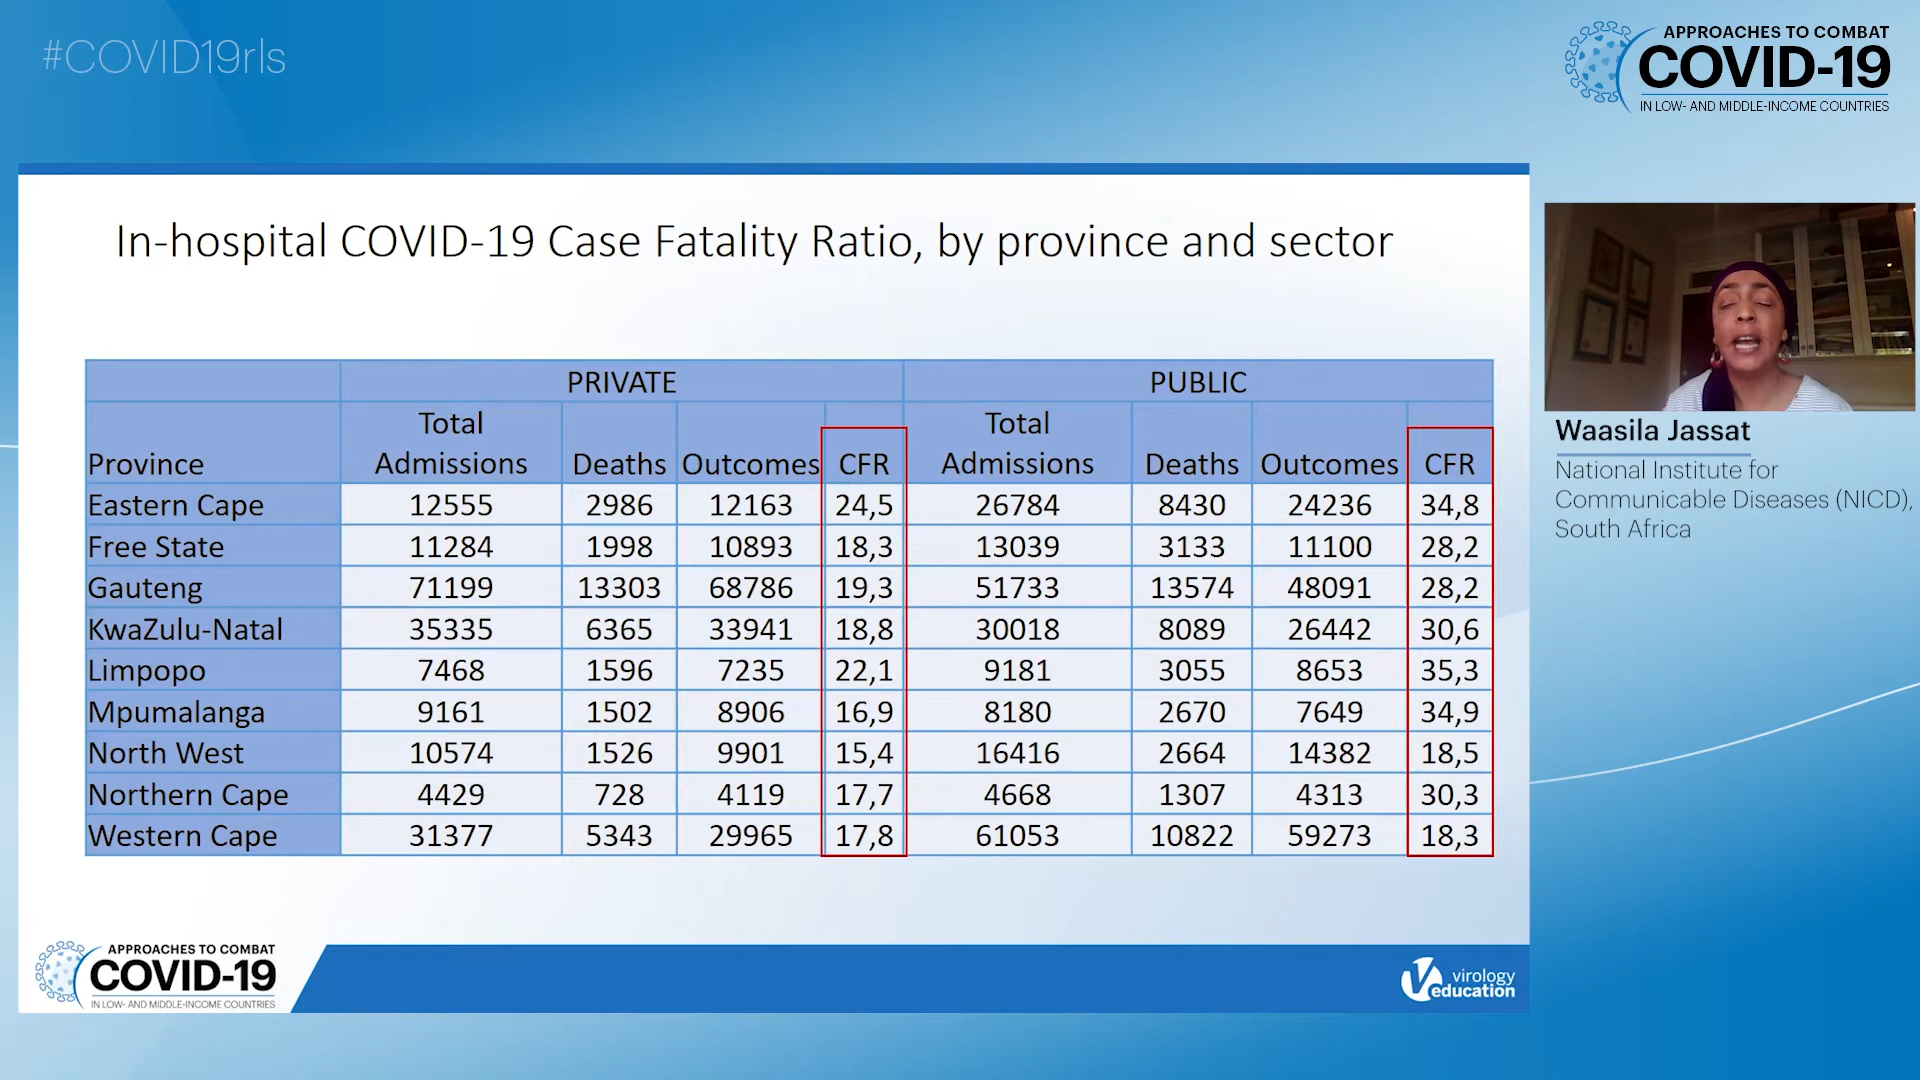 #COVID19rls
APPROACHES TO COMBAT
COVID-19
IN LOW- AND MIDDLE-INCOME COUNTRIES
In-hospital COVID-19 Case Fatality Ratio, by province and sector
PRIVATE PUBLIC
Province Total Admissions Deaths Outcomes CFR Total Admissions Deaths Outcomes CFR
Eastern Cape 12555 2986 12163 24,5 26784 8430 24236 34,8
Free State 11284 1998 10893 18,3 13039 3133 11100 28,2
Gauteng 71199 13303 68786 19,3 51733 13574 48091 28,2
KwaZulu-Natal 35335 6365 33941 18,8 30018 8089 26442 30,6
Limpopo 7468 1596 7235 22,1 9181 3055 8653 35,3
Mpumalanga 9161 1502 8906 16,9 8180 2670 7649 34,9
North West 10574 1526 9901 15,4 16416 2664 14382 18,5
Northern Cape 4429 728 4119 17,7 4668 1307 4313 30,3
Western Cape 31377 5343 29965 17,8 61053 10822 59273 18,3
Waasila Jassat
National Institute for
Communicable Diseases (NICD),
South Africa
APPROACHES TO COMBAT
COVID-19
IN LOW- AND MIDDLE-INCOME COUNTRIES
virology
education